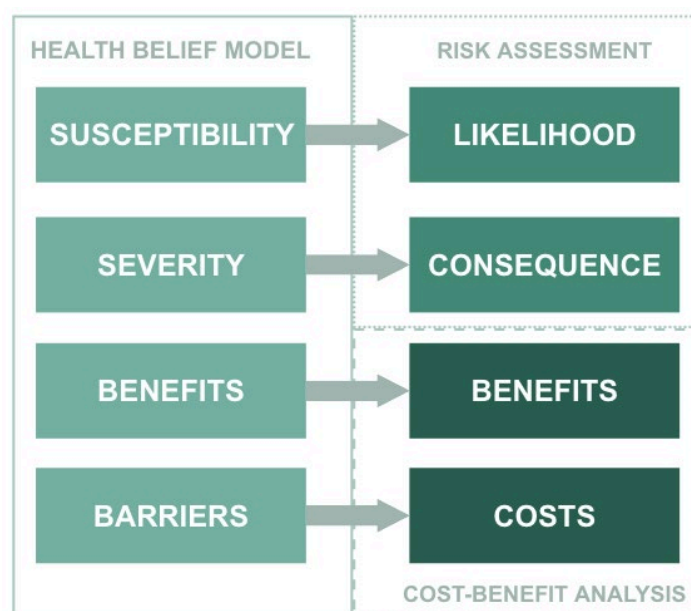 HEALTH BELIEF MODEL
RISK ASSESSMENT
SUSCEPTIBILITY
LIKELIHOOD
SEVERITY
CONSEQUENCE
BENEFITS
BENEFITS
BARRIERS
COSTS
COST-BENEFIT ANALYSIS